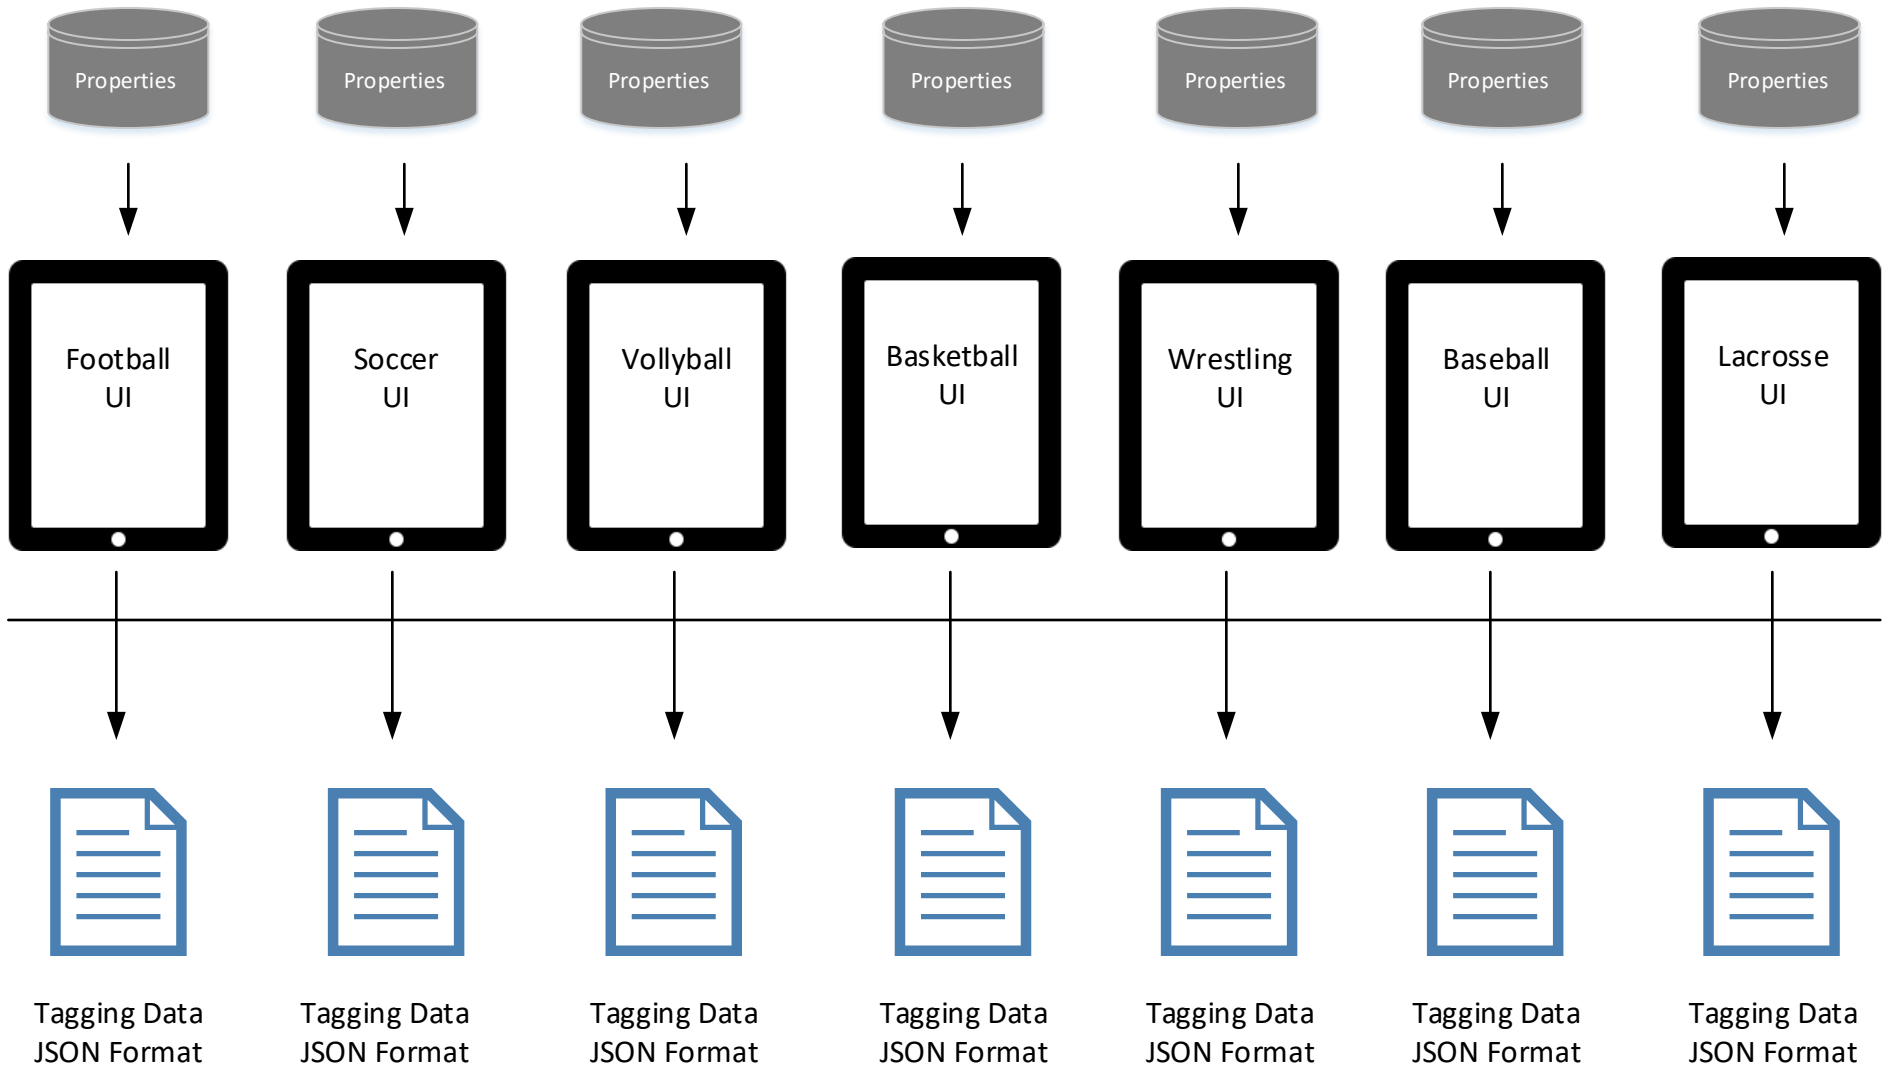 Properties
Properties
Properties
Properties
Properties
Properties
Properties
Football
UI
Soccer
UI
Vollyball
UI
Basketball
UI
Wrestling
UI
Baseball
UI
Lacrosse
UI
Tagging Data
JSON Format
Tagging Data
JSON Format
Tagging Data
JSON Format
Tagging Data
JSON Format
Tagging Data
JSON Format
Tagging Data
JSON Format
Tagging Data
JSON Format